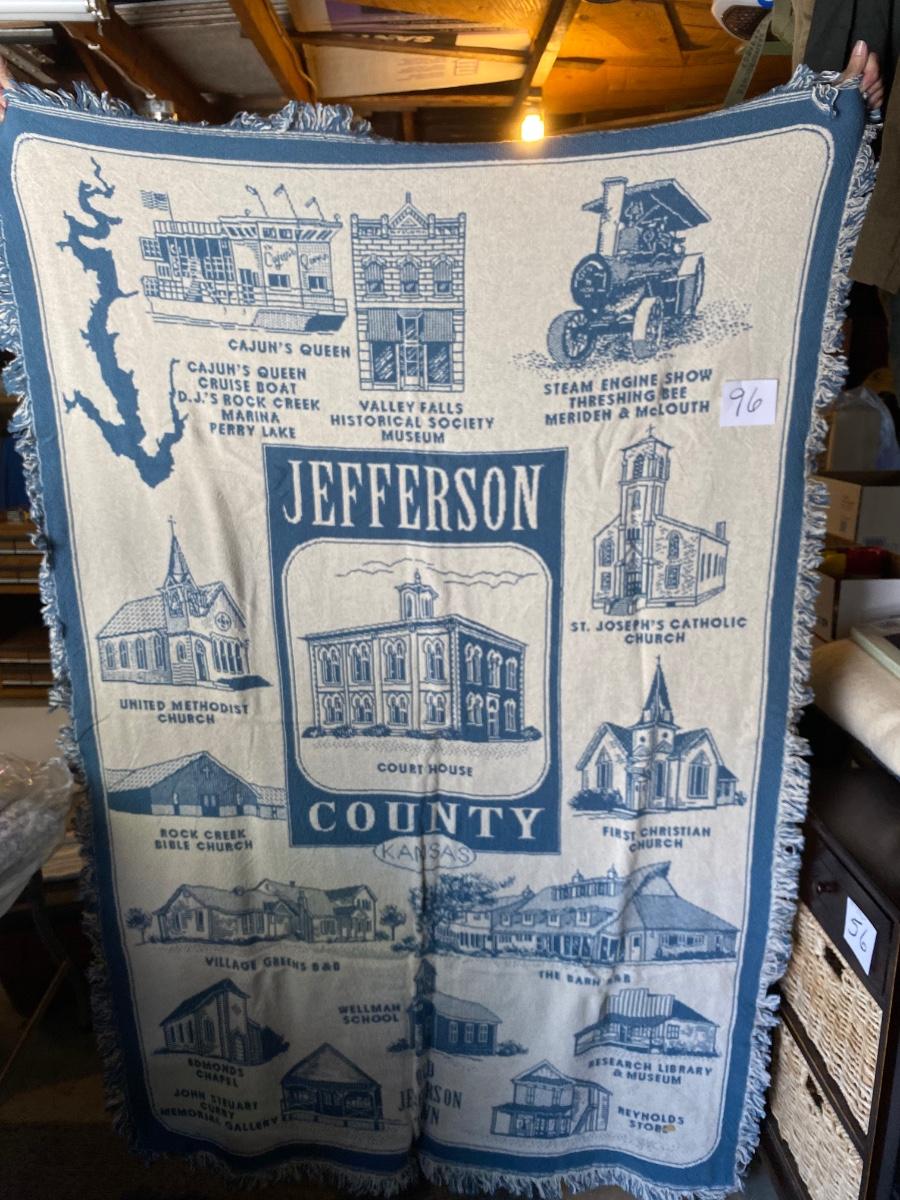 CAJUN'S QUEEN
CAJUN'S QUEEN
CRUISE BOAT
D.J.'S ROCK CREEK
MARINA
PERRY LAKE
VALLEY FALLS
HISTORICAL SOCIETY
MUSEUM
STEAM ENGINE SHOW
THRESHING BEE
MERIDEN & McLOUTH
96
JEFFERSON
COURT HOUSE
COUNTY
KANSAS
ST. JOSEPH'S CATHOLIC
CHURCH
UNITED METHODIST
CHURCH
ROCK CREEK
BIBLE CHURCH
FIRST CHRISTIAN
CHURCH
VILLAGE GREENS B&B
THE BARN B&B
56
WELLMAN
SCHOOL
EDMONDS
CHAPEL
RESEARCH LIBRARY
& MUSEUM
JOHN STEUART
CURRY
MEMORIAL GALLERY
JEFFERSON
REYNOLDS
STORE